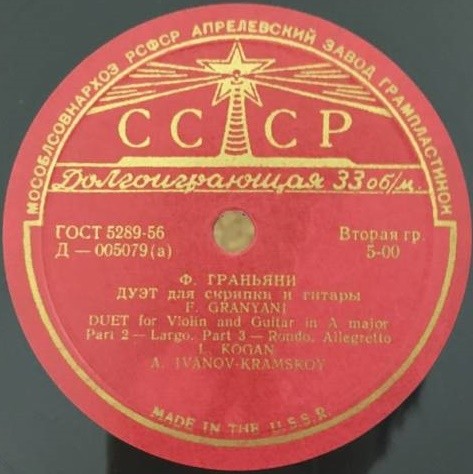 МОСОБЛСОВНАРХОЗ РСФСР АПРЕЛЕВСКИЙ ЗАВОД ГРАМПЛАСТИНОК
СССР
Долгоиграющая 33 об/м.
ГОСТ 5289-56
Д — 005079 (а)
Вторая гр.
5-00
Ф. ГРАНЬЯНИ
ДУЭТ для скрипки и гитары
F. GRANYANI
DUET for Violin and Guitar in A major
Part 2 — Largo. Part 3 — Rondo. Allegretto
L. KOGAN
A. IVANOV-KRAMSKOY
MADE IN THE U.S.S.R.